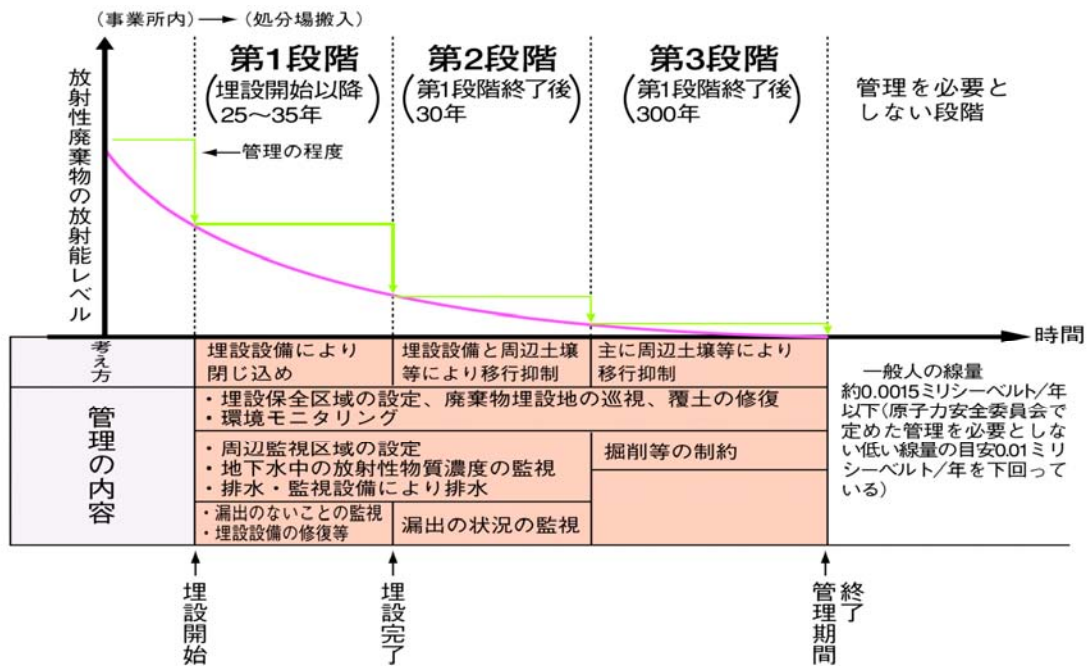 (事業所内)→(処分場搬入)
第1段階
(埋設開始以降
25〜35年)
第2段階
(第1段階終了後
30年)
第3段階
(第1段階終了後
300年)
管理を必要と
しない段階
放射性廃棄物の放射能レベル
←管理の程度
時間
考え方
埋設設備により
閉じ込め
埋設設備と周辺土壌
等により移行抑制
主に周辺土壌等により
移行抑制
管理の内容
・埋設保全区域の設定、廃棄物埋設地の巡視、覆土の修復
・環境モニタリング
・周辺監視区域の設定
・地下水中の放射性物質濃度の監視
・排水・監視設備により排水
掘削等の制約
・漏出のないことの監視
・埋設設備の修復等
漏出の状況の監視
一般人の線量
約0.0015ミリシーベルト/年
以下(原子力安全委員会で
定めた管理を必要としな
い低い線量の目安0.01ミリ
シーベルト/年を下回って
いる)
埋設開始
埋設完了
管理期間
終了